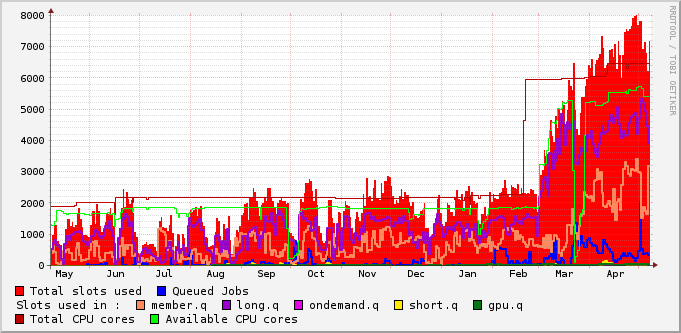 RRDTOOL / TOBI OETIKER
8000
7000
6000
5000
4000
3000
2000
1000
0
May Jun Jul Aug Sep Oct Nov Dec Jan Feb Mar Apr
Total slots used Queued Jobs
Slots used in : member.q long.q ondemand.q short.q gpu.q
Total CPU cores Available CPU cores